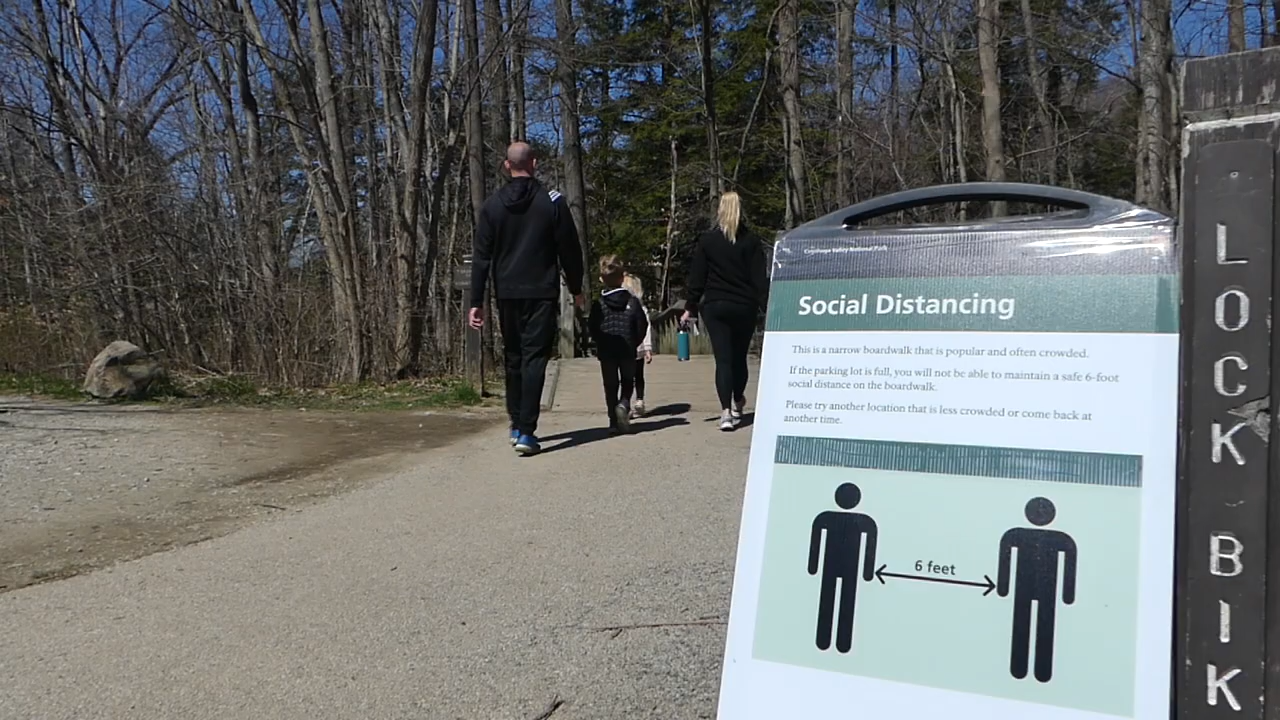 Social Distancing
This is a narrow boardwalk that is popular and often crowded.
If the parking lot is full, you will not be able to maintain a safe 6-foot
social distance on the boardwalk.
Please try another location that is less crowded or come back at
another time.
6 feet
LOCK BIK